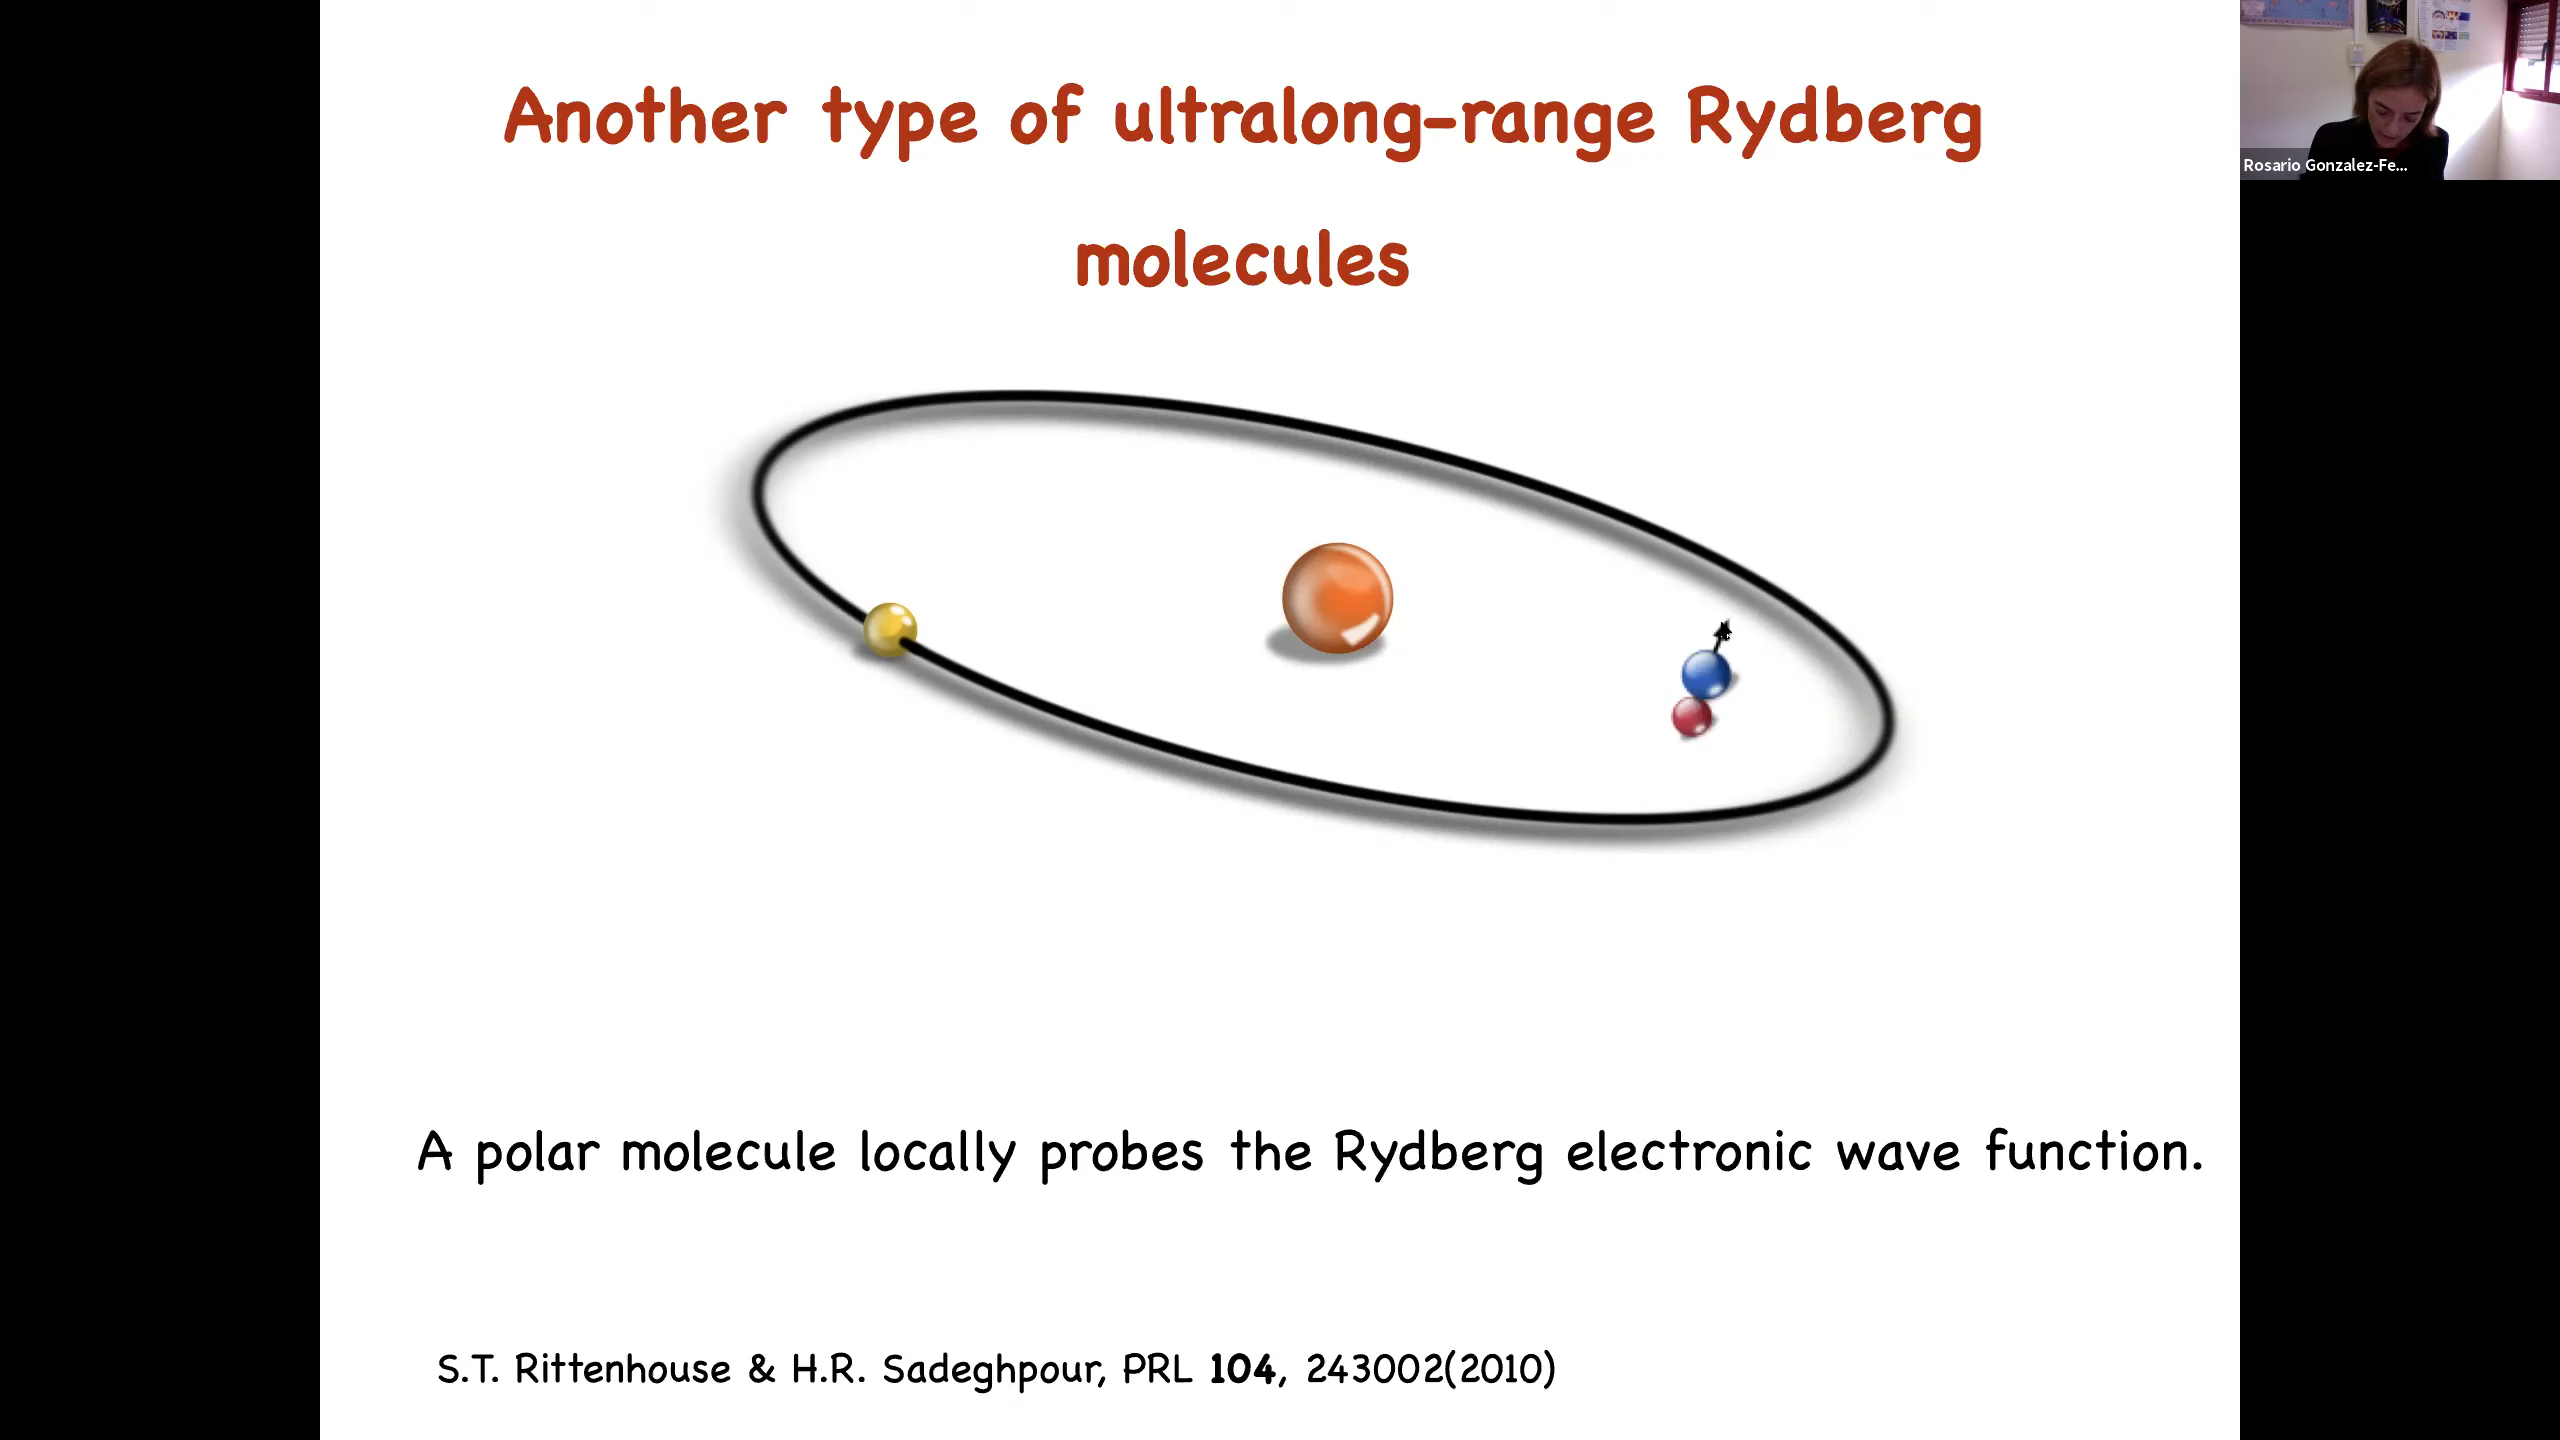 Another type of ultralong-range Rydberg
molecules
Rosario Gonzalez-Fe...
A polar molecule locally probes the Rydberg electronic wave function.
S.T. Rittenhouse & H.R. Sadeghpour, PRL 104, 243002(2010)